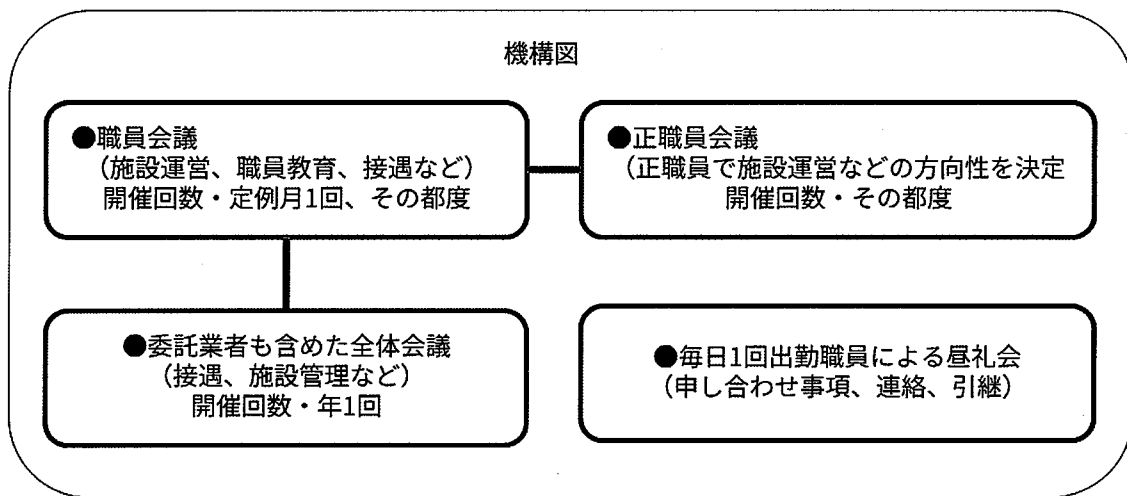 機構図
●職員会議
(施設運営、職員教育、接遇など)
開催回数・定例月1回、その都度
●正職員会議
(正職員で施設運営などの方向性を決定
開催回数・その都度
●委託業者も含めた全体会議
(接遇、施設管理など)
開催回数・年1回
●毎日1回出勤職員による昼礼会
(申し合わせ事項、連絡、引継)